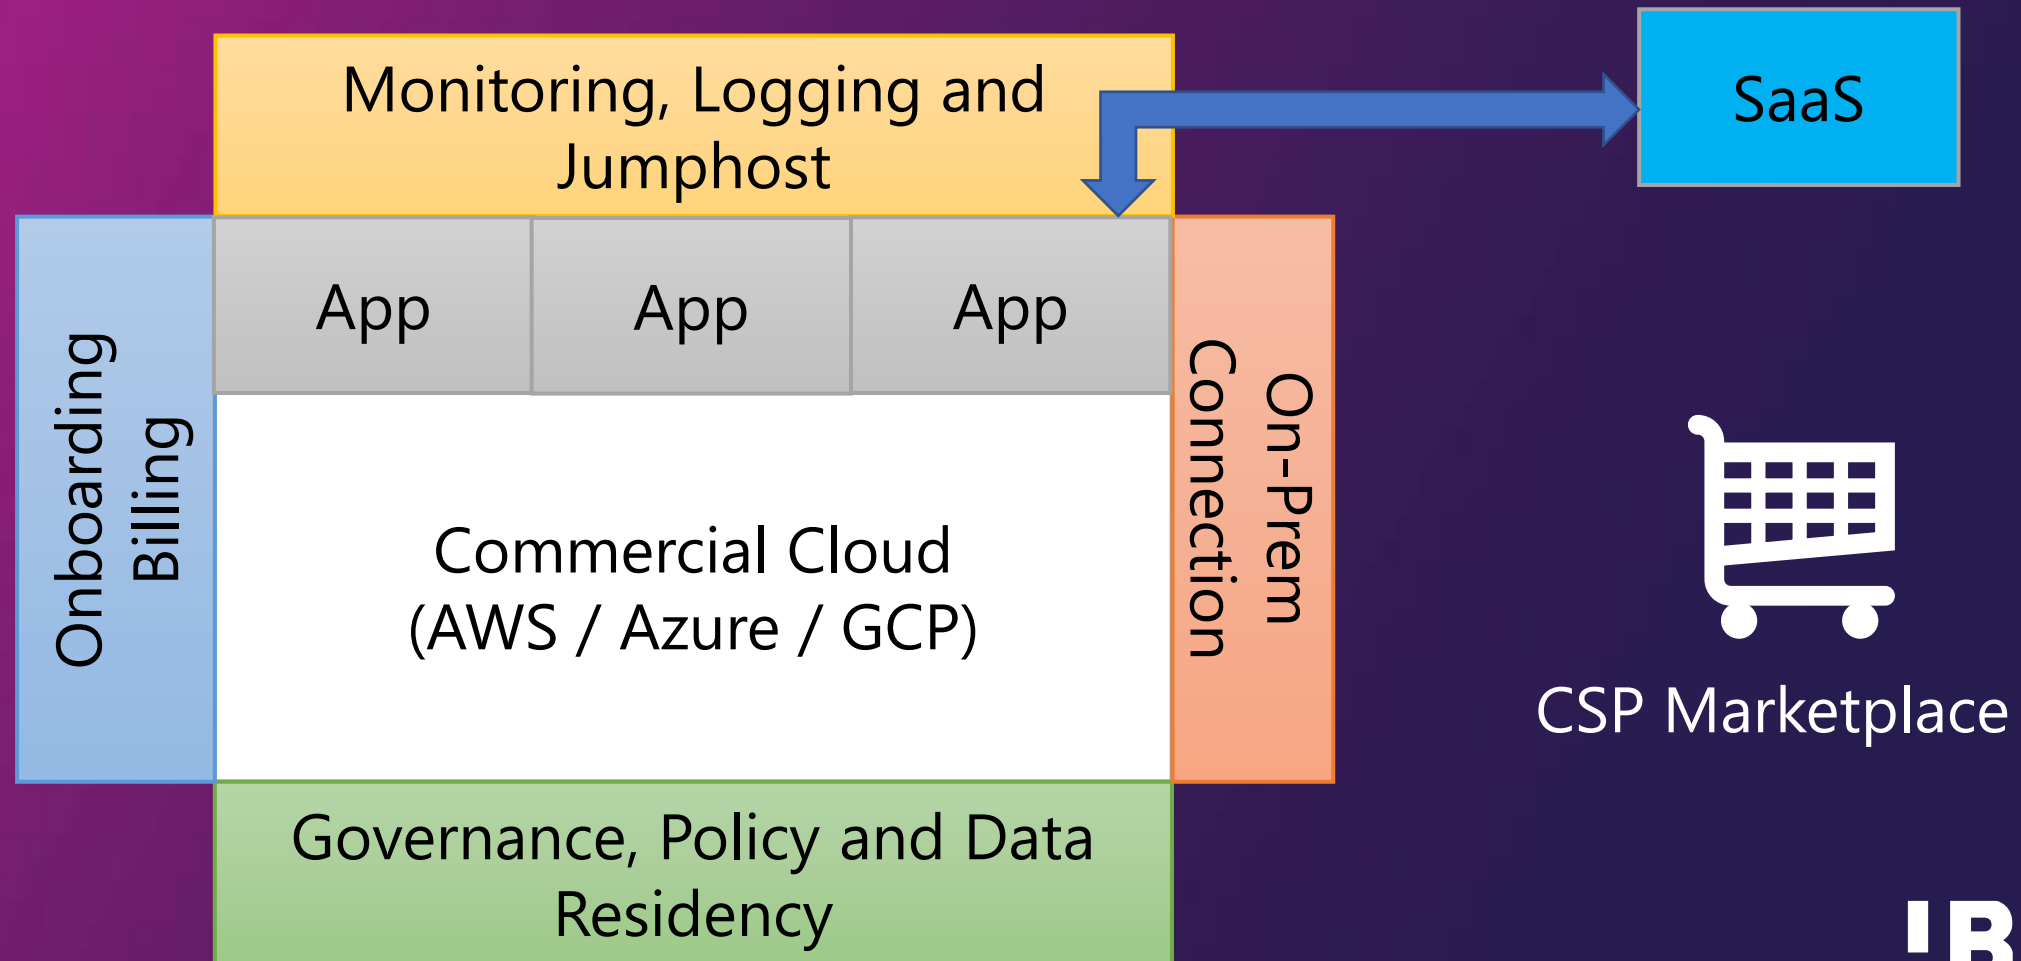 Monitoring, Logging and
Jumphost
SaaS
App
App
App
Onboarding
Billing
On-Prem
Connection
Commercial Cloud
(AWS / Azure / GCP)
CSP Marketplace
Governance, Policy and Data
Residency